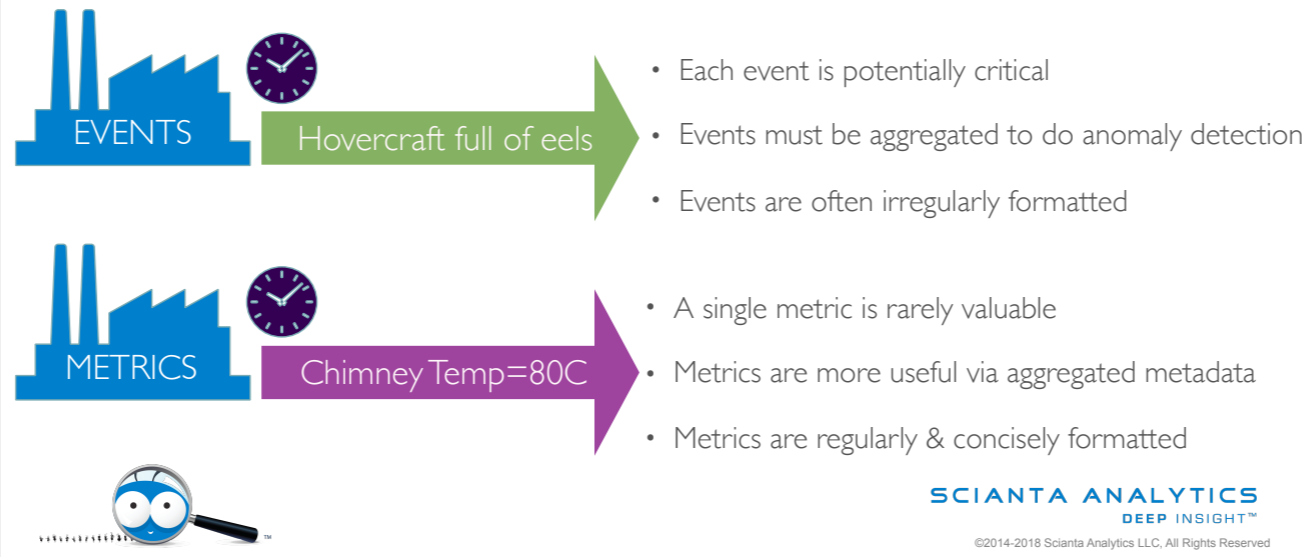 EVENTS
Hovercraft full of eels
• Each event is potentially critical
• Events must be aggregated to do anomaly detection
• Events are often irregularly formatted
METRICS
Chimney Temp=80C
• A single metric is rarely valuable
• Metrics are more useful via aggregated metadata
• Metrics are regularly & concisely formatted
TM
SCIANTA ANALYTICS
DEEP INSIGHT™
©2014-2018 Scianta Analytics LLC, All Rights Reserved